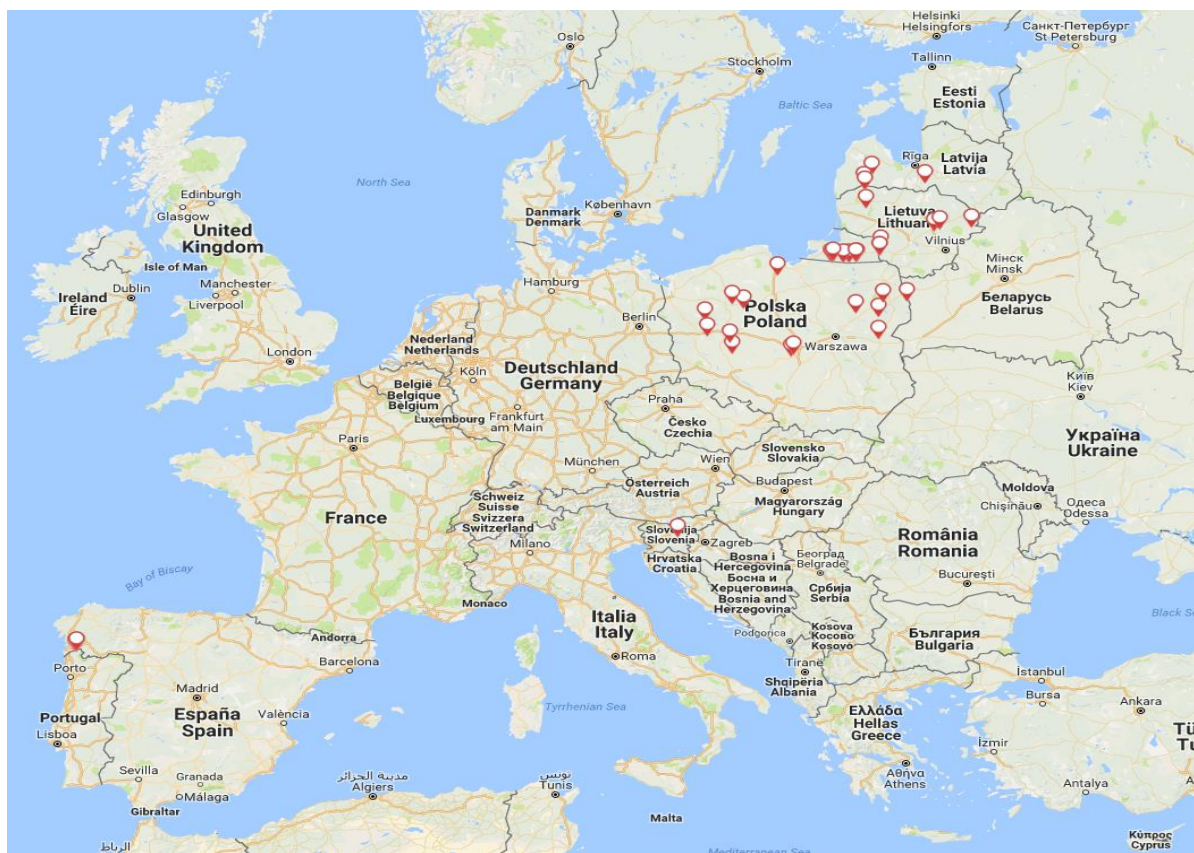 Helsinki
Helsingfors
Санкт-Петербург
St Petersburg
Oslo
Stockholm
Tallinn
Baltic Sea
Eesti
Estonia
Rīga
Latvija
Latvia
North Sea
Edinburgh
Glasgow
United
Kingdom
Isle of Man
Danmark
Denmark
København
Lietuva
Lithuani
Vilnius
Мінск
Minsk
Беларусь
Belarus
Ireland
Éire
Dublin
Manchester
Liverpool
Hamburg
Berlin
Polska
Poland
Warszawa
London
Nederland
Netherlands
België
Belgique
Belgien
Köln
Deutschland
Germany
Luxembourg
Frankfurt
am Main
Praha
Česko
Czechia
Київ
Kiev
Україна
Ukraine
Paris
München
Wien
Slovensko
Slovakia
Österreich
Austria
Budapest
Magyarország
Hungary
Moldova
Chișinău
Одеса
Odessa
France
Schweiz
Suisse
Svizzera
Switzerland
Milano
Slovenija
Slovenia
Zagreb
Hrvatska
Croatia
Bosna i
Hercegovina
Босна и
Херцеговина
Bosnia and
Herzegovina
Београд
Belgrade
Србија
Serbia
România
Romania
București
Bay of Biscay
Monaco
Andorra
Italia
Italy
Roma
Podgorica
Kosova
Косово
Kosovo
България
Bulgaria
Black Se
Porto
Barcelona
Madrid
España
Spain
València
Portugal
Lisboa
Tyrrhenian Sea
Tirane
Shqipëria
Albania
Ελλάδα
Hellas
Greece
İstanbul
Bursa
Ankara
Tü
Tu
İzmir
Sevilla
Granada
Málaga
Gibraltar
مدينة الجزائر
Algiers
تونس
Tunis
Αθήνα
Athens
Antalya
A
Malta
الرباط
Mediterranean Sea
Κύπρος
Cyprus